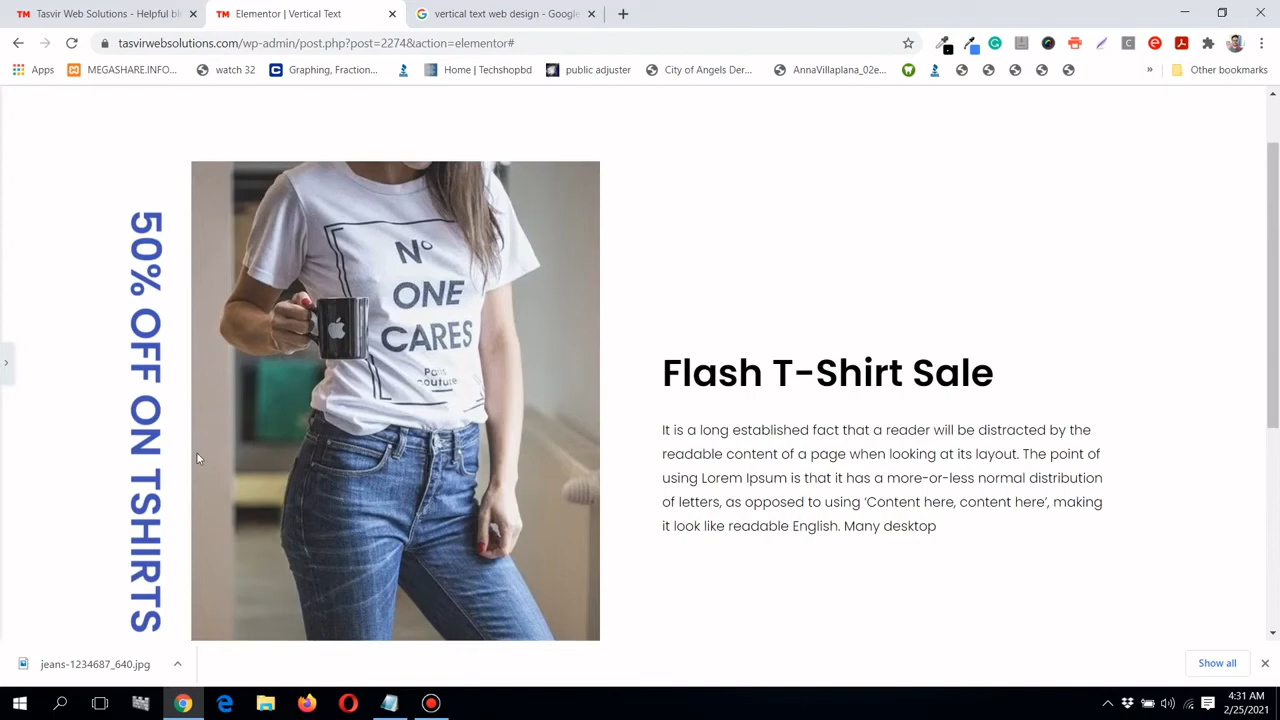 Tasvir Web Solutions - Helpful bl
Elementor | Vertical Text
vertical text web design - Google
tasvirwebsolutions.com/wp-admin/post.php?post=2274&action=elementor#
Apps
MEGASHARE.INFO...
watch 32
Graphing, Fraction...
Home | Techshopbd
public adjuster
City of Angels Der...
AnnaVillaplana_02e...
»
Other bookmarks
50% OFF ON TSHIRTS
Nº
ONE
CARES
Paris
couture
Flash T-Shirt Sale
It is a long established fact that a reader will be distracted by the
readable content of a page when looking at its layout. The point of
using Lorem Ipsum is that it has a more-or-less normal distribution
of letters, as opposed to using ‘Content here, content here’, making
it look like readable English. Many desktop
jeans-1234687_640.jpg
Show all
4:31 AM
2/25/2021